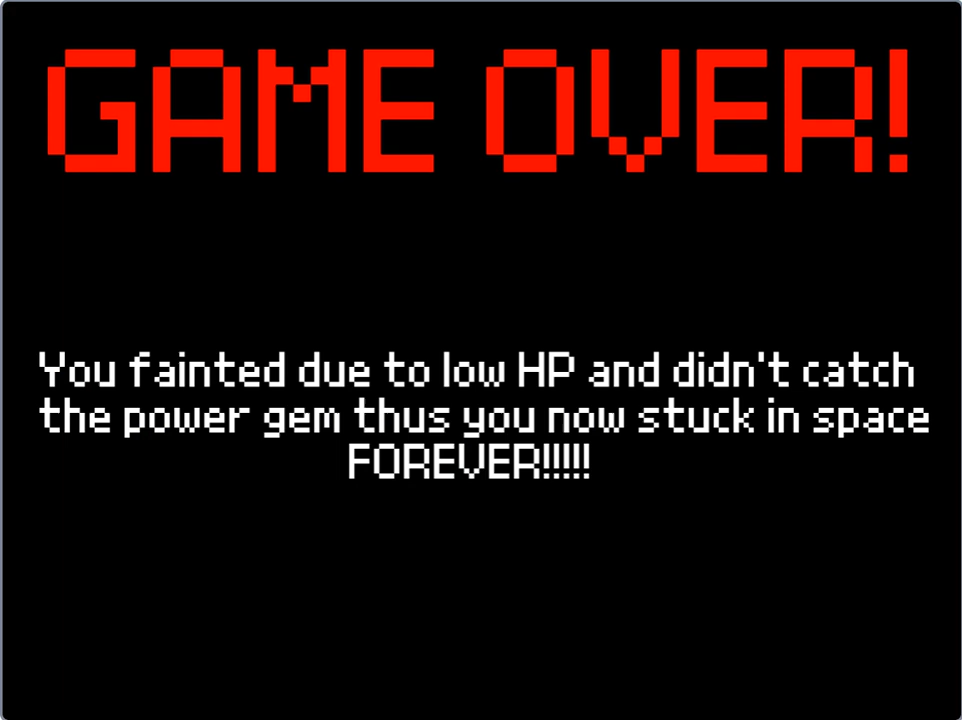 GAME OVER!
You fainted due to low HP and didn't catch
the power gem thus you now stuck in space
FOREVER!!!!!